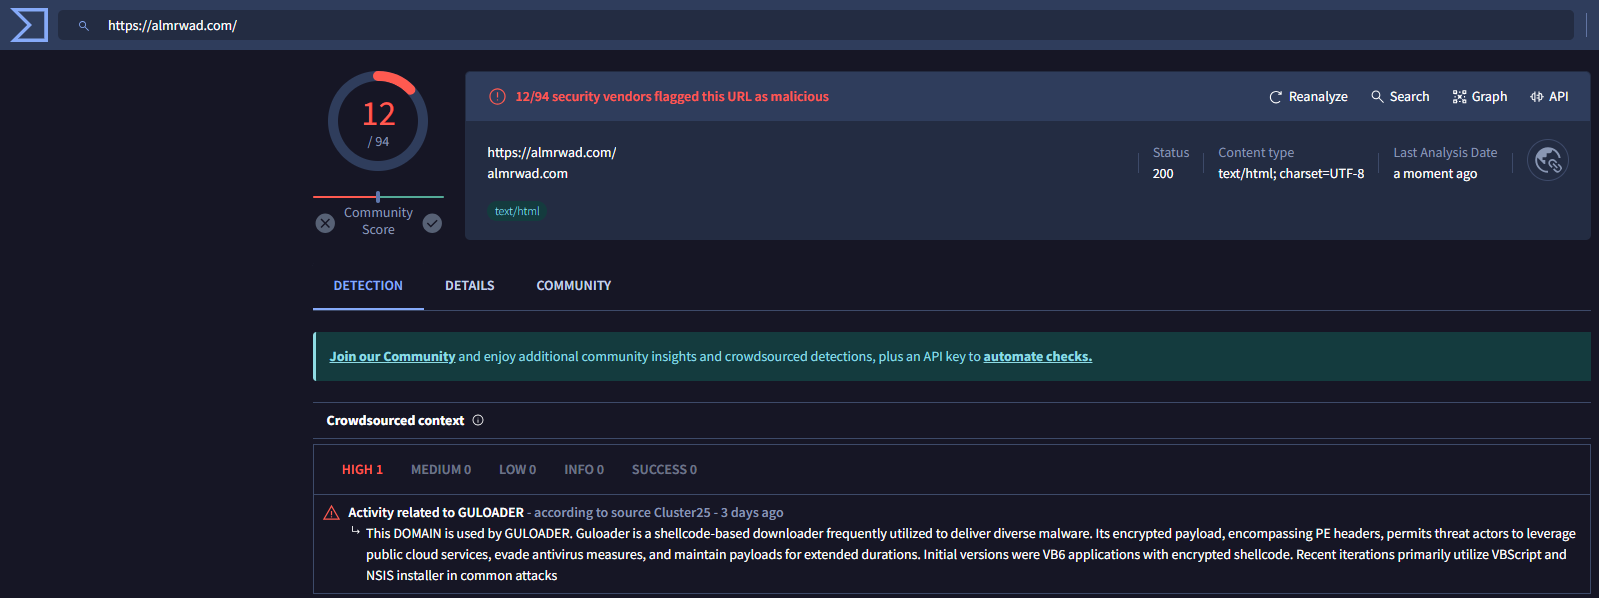 https://almrwad.com/
12
/ 94
Community
Score
12/94 security vendors flagged this URL as malicious
Reanalyze
Search
Graph
API
https://almrwad.com/
almrwad.com
text/html
Status
200
Content type
text/html; charset=UTF-8
Last Analysis Date
a moment ago
DETECTION
DETAILS
COMMUNITY
Join our Community and enjoy additional community insights and crowdsourced detections, plus an API key to automate checks.
Crowdsourced context
HIGH 1
MEDIUM 0
LOW 0
INFO 0
SUCCESS 0
Activity related to GULOADER - according to source Cluster25 - 3 days ago
This DOMAIN is used by GULOADER. Guloader is a shellcode-based downloader frequently utilized to deliver diverse malware. Its encrypted payload, encompassing PE headers, permits threat actors to leverage
public cloud services, evade antivirus measures, and maintain payloads for extended durations. Initial versions were VB6 applications with encrypted shellcode. Recent iterations primarily utilize VBScript and
NSIS installer in common attacks